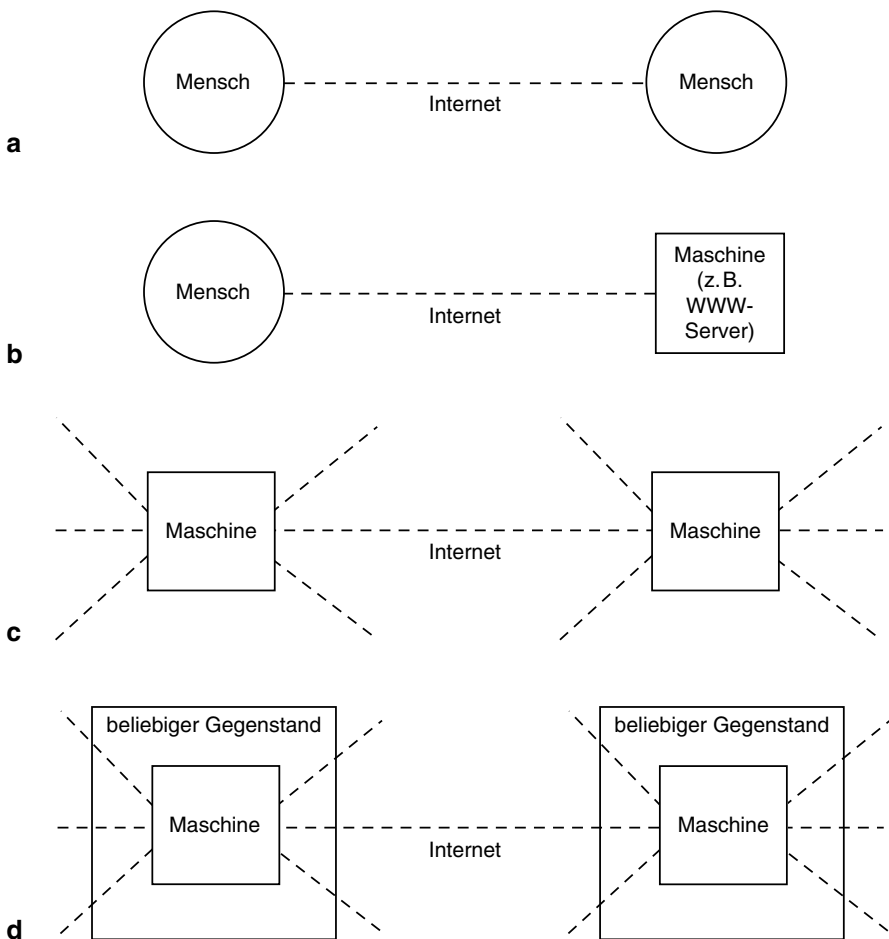 Mensch
Mensch
Internet
a
Mensch
Maschine
(z. B.
WWW-
Server)
Internet
b
Maschine
Maschine
Internet
c
beliebiger Gegenstand
beliebiger Gegenstand
Maschine
Maschine
Internet
d